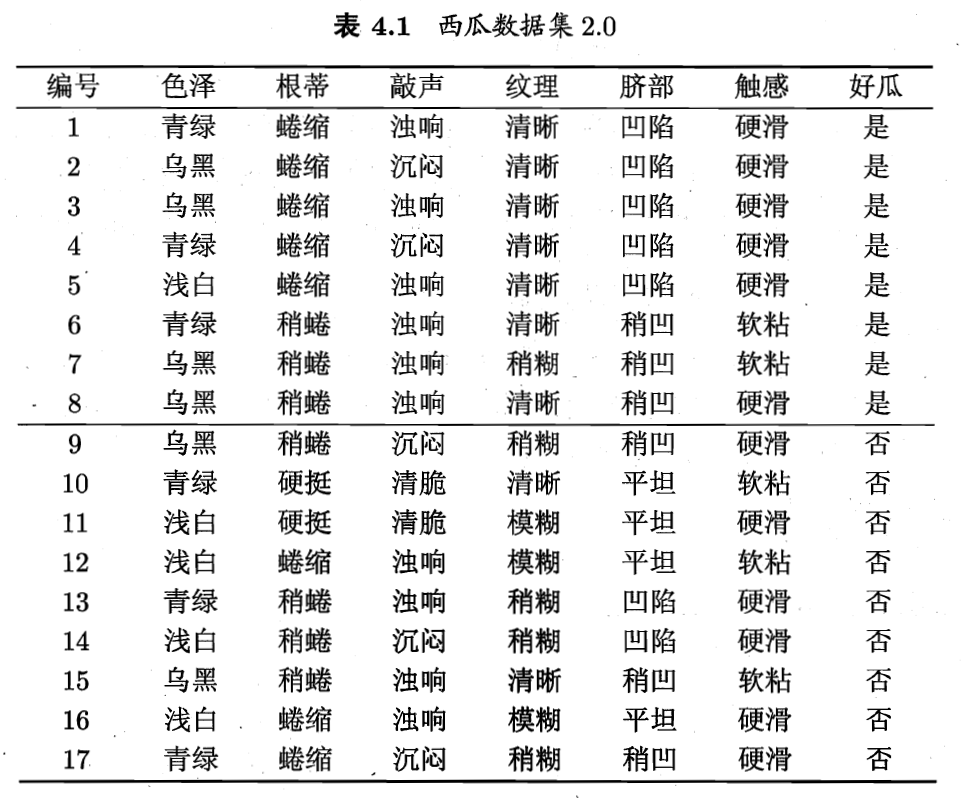 表 4.1 西瓜数据集 2.0
编号 色泽 根蒂 敲声 纹理 脐部 触感 好瓜
1 青绿 蜷缩 浊响 清晰 凹陷 硬滑 是
2 乌黑 蜷缩 沉闷 清晰 凹陷 硬滑 是
3 乌黑 蜷缩 浊响 清晰 凹陷 硬滑 是
4 青绿 蜷缩 沉闷 清晰 凹陷 硬滑 是
5 浅白 蜷缩 浊响 清晰 凹陷 硬滑 是
6 青绿 稍蜷 浊响 清晰 稍凹 软粘 是
7 乌黑 稍蜷 浊响 稍糊 稍凹 软粘 是
8 乌黑 稍蜷 浊响 清晰 稍凹 硬滑 是
9 乌黑 稍蜷 沉闷 稍糊 稍凹 硬滑 否
10 青绿 硬挺 清脆 清晰 平坦 软粘 否
11 浅白 硬挺 清脆 模糊 平坦 硬滑 否
12 浅白 蜷缩 浊响 模糊 平坦 软粘 否
13 青绿 稍蜷 浊响 稍糊 凹陷 硬滑 否
14 浅白 稍蜷 沉闷 稍糊 凹陷 硬滑 否
15 乌黑 稍蜷 浊响 清晰 稍凹 软粘 否
16 浅白 蜷缩 浊响 模糊 平坦 硬滑 否
17 青绿 蜷缩 沉闷 稍糊 稍凹 硬滑 否